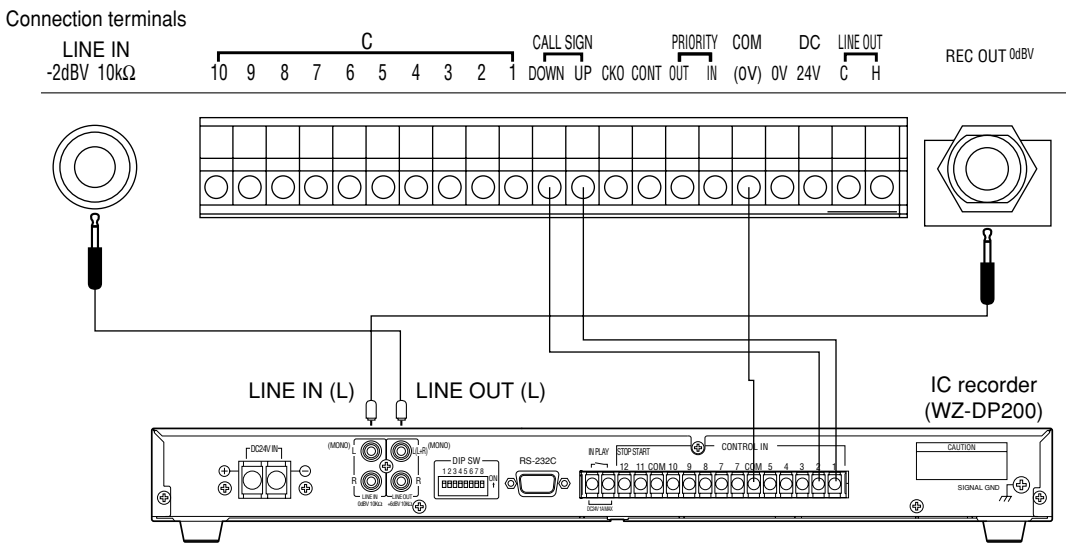 Connection terminals
LINE IN
-2dBV 10kΩ
C
10 9 8 7 6 5 4 3 2 1
CALL SIGN
DOWN UP CKO CONT
PRIORITY
OUT IN
COM
(0V)
DC
0V 24V
LINE OUT
C H
REC OUT 0dBV
LINE IN (L)
LINE OUT (L)
IC recorder
(WZ-DP200)
DC24V IN
+ −
(MONO) L
L(L+R) (MONO)
R R
LINE IN
0dBV 10kΩ
LINE OUT
+6dBV 10kΩ
DIP SW
1 2 3 4 5 6 7 8
ON
RS-232C
IN PLAY
DC24V 1A MAX
STOP START
CONTROL IN
12 11 COM 10 9 8 7 7 COM 5 4 3 2 1
CAUTION
SIGNAL GND